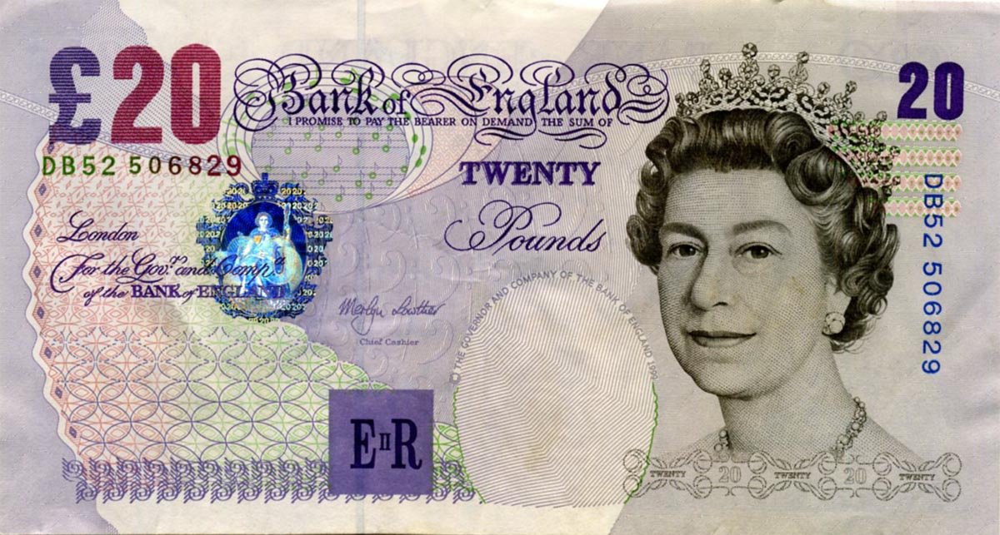 £20
Bank of England
20
I PROMISE TO PAY THE BEARER ON DEMAND THE SUM OF
DB52 506829
TWENTY
Pounds
DB52 506829
London
For the Govr. and Compa.
of the BANK of ENGLAND
2020
Merlyn Lowther
Chief Cashier
© THE GOVERNOR AND COMPANY OF THE BANK OF ENGLAND 1999
EIIR
TWENTY 20 TWENTY 20 TWENTY